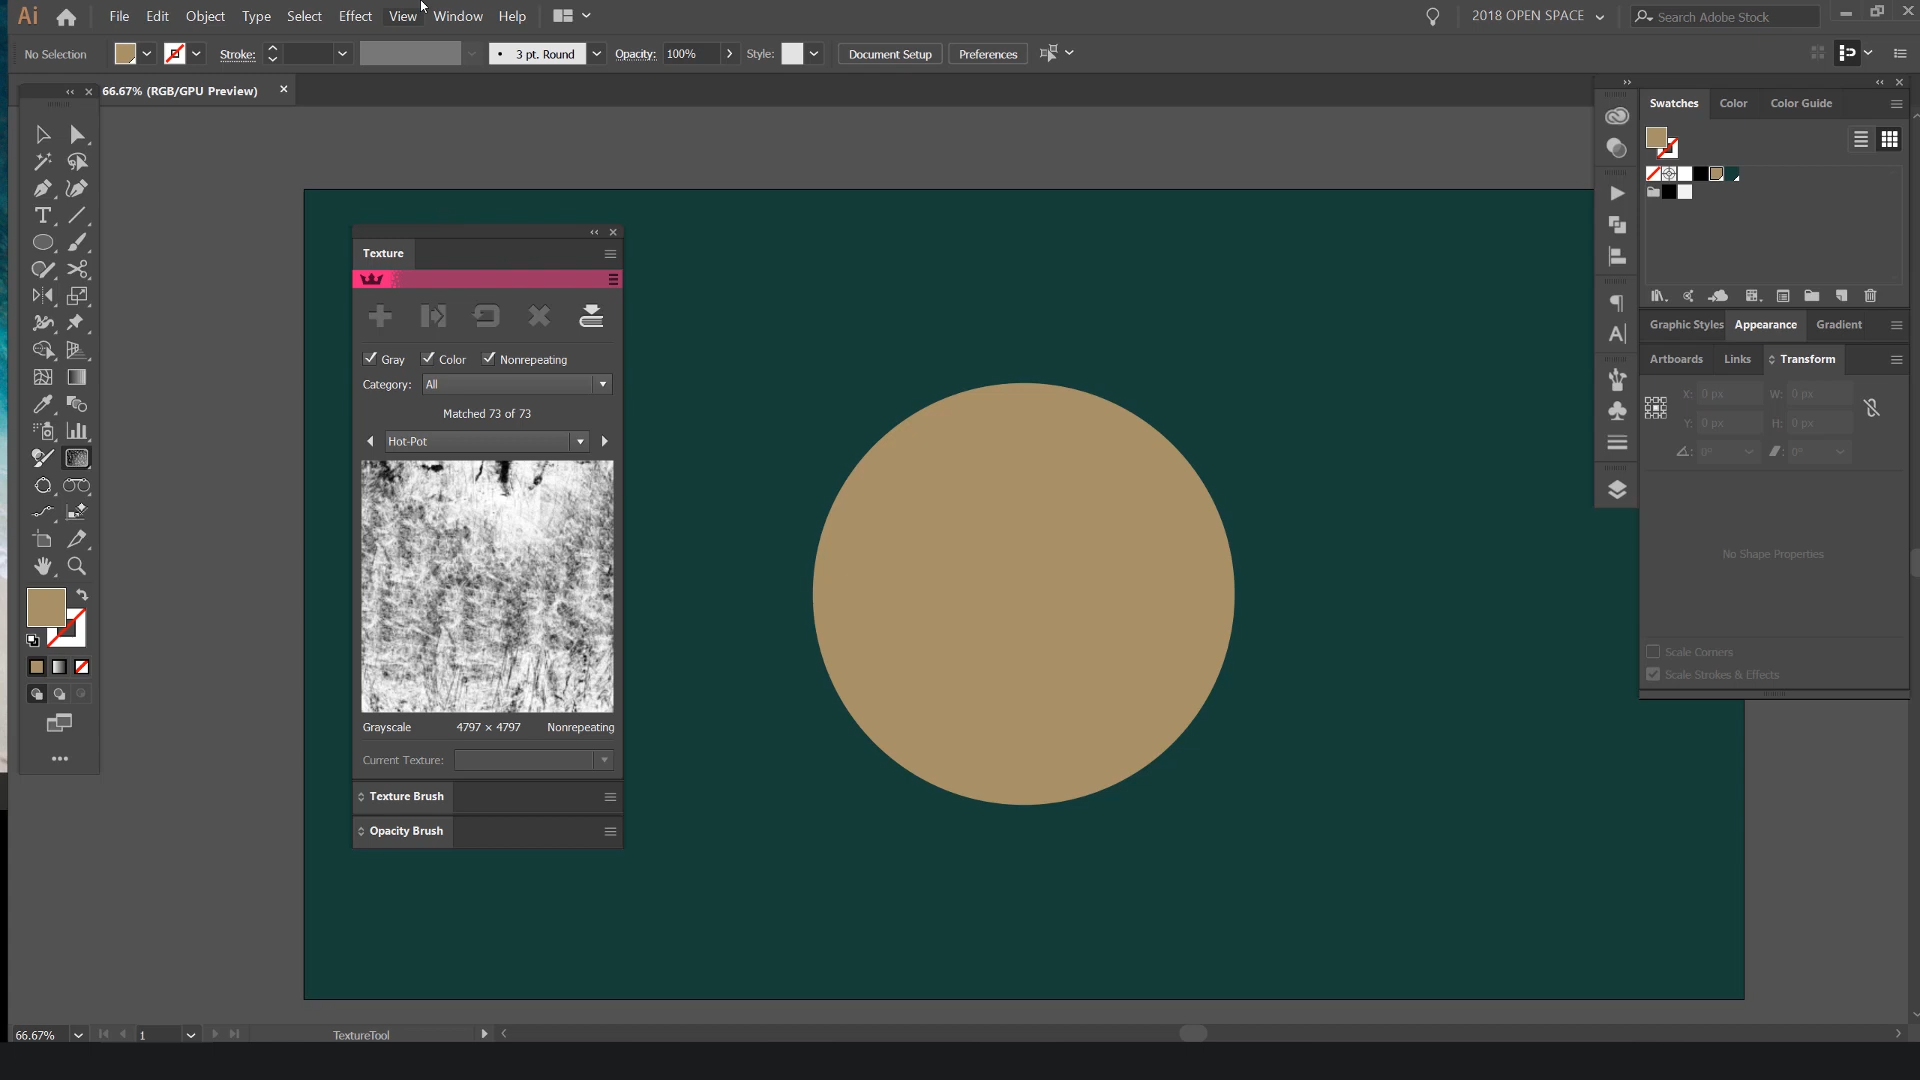 Ai File Edit Object Type Select Effect View Window Help 2018 OPEN SPACE Search Adobe Stock
No Selection Stroke: 3 pt. Round Opacity: 100% Style: Document Setup Preferences
66.67% (RGB/GPU Preview)
Swatches Color Color Guide
Texture
Gray Color Nonrepeating
Category: All
Matched 73 of 73
Hot-Pot
Grayscale 4797 × 4797 Nonrepeating
Current Texture:
Texture Brush
Opacity Brush
Graphic Styles Appearance Gradient
Artboards Links Transform
X: 0 px W: 0 px
Y: 0 px H: 0 px
0° 0°
No Shape Properties
Scale Corners
Scale Strokes & Effects
66.67% 1 TextureTool